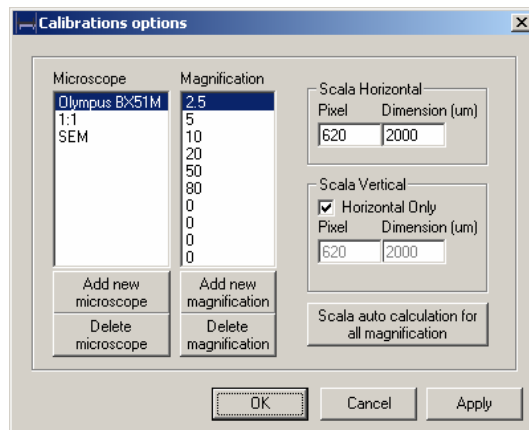 Calibrations options
Microscope
Olympus BX51M
1:1
SEM
Add new
microscope
Delete
microscope
Magnification
2.5
5
10
20
50
80
0
0
0
0
Add new
magnification
Delete
magnification
Scala Horizontal
Pixel Dimension (um)
620 2000
Scala Vertical
Horizontal Only
Pixel Dimension (um)
620 2000
Scala auto calculation for
all magnification
OK Cancel Apply